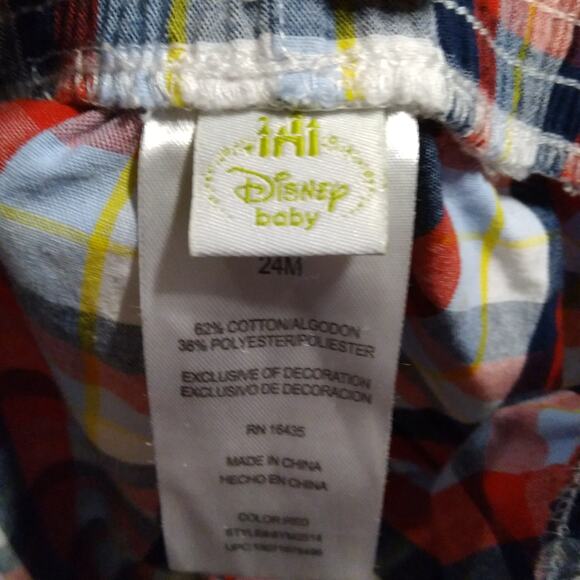 Disney
baby
24M
62% COTTON/ALGODON
38% POLYESTER/POLIESTER
EXCLUSIVE OF DECORATION
EXCLUSIVO DE DECORACION
RN 16435
MADE IN CHINA
HECHO EN CHINA
COLOR:RED